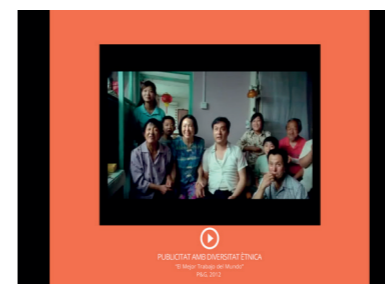 PUBLICITAT AMB DIVERSITAT ÈTNICA
"El Mejor Trabajo del Mundo"
P&G, 2012